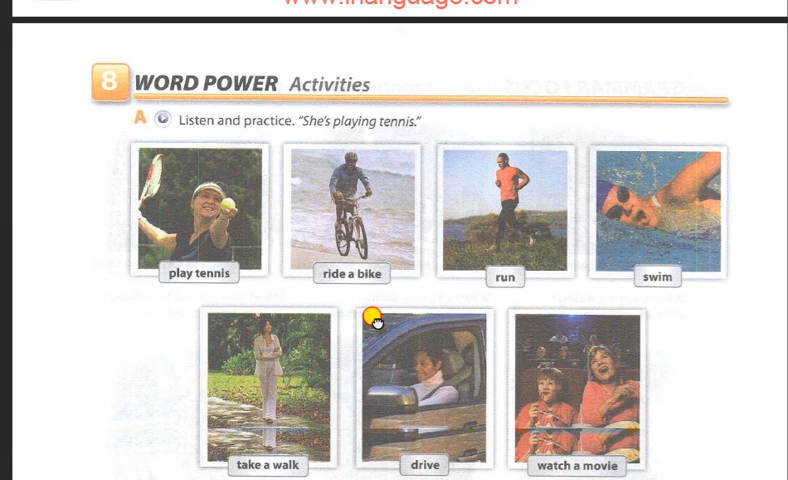 8 WORD POWER Activities
A Listen and practice. "She's playing tennis."
play tennis
ride a bike
run
swim
take a walk
drive
watch a movie